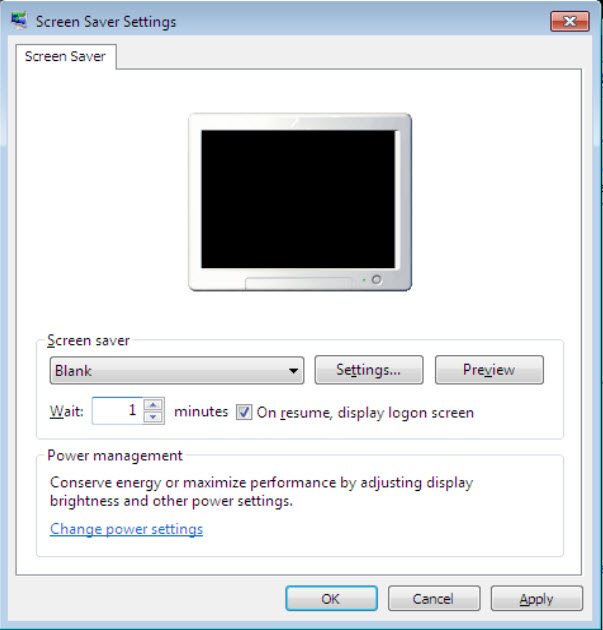 Screen Saver Settings
Screen Saver
Screen saver
Blank
Settings...
Preview
Wait: 1 minutes On resume, display logon screen
Power management
Conserve energy or maximize performance by adjusting display
brightness and other power settings.
Change power settings
OK
Cancel
Apply